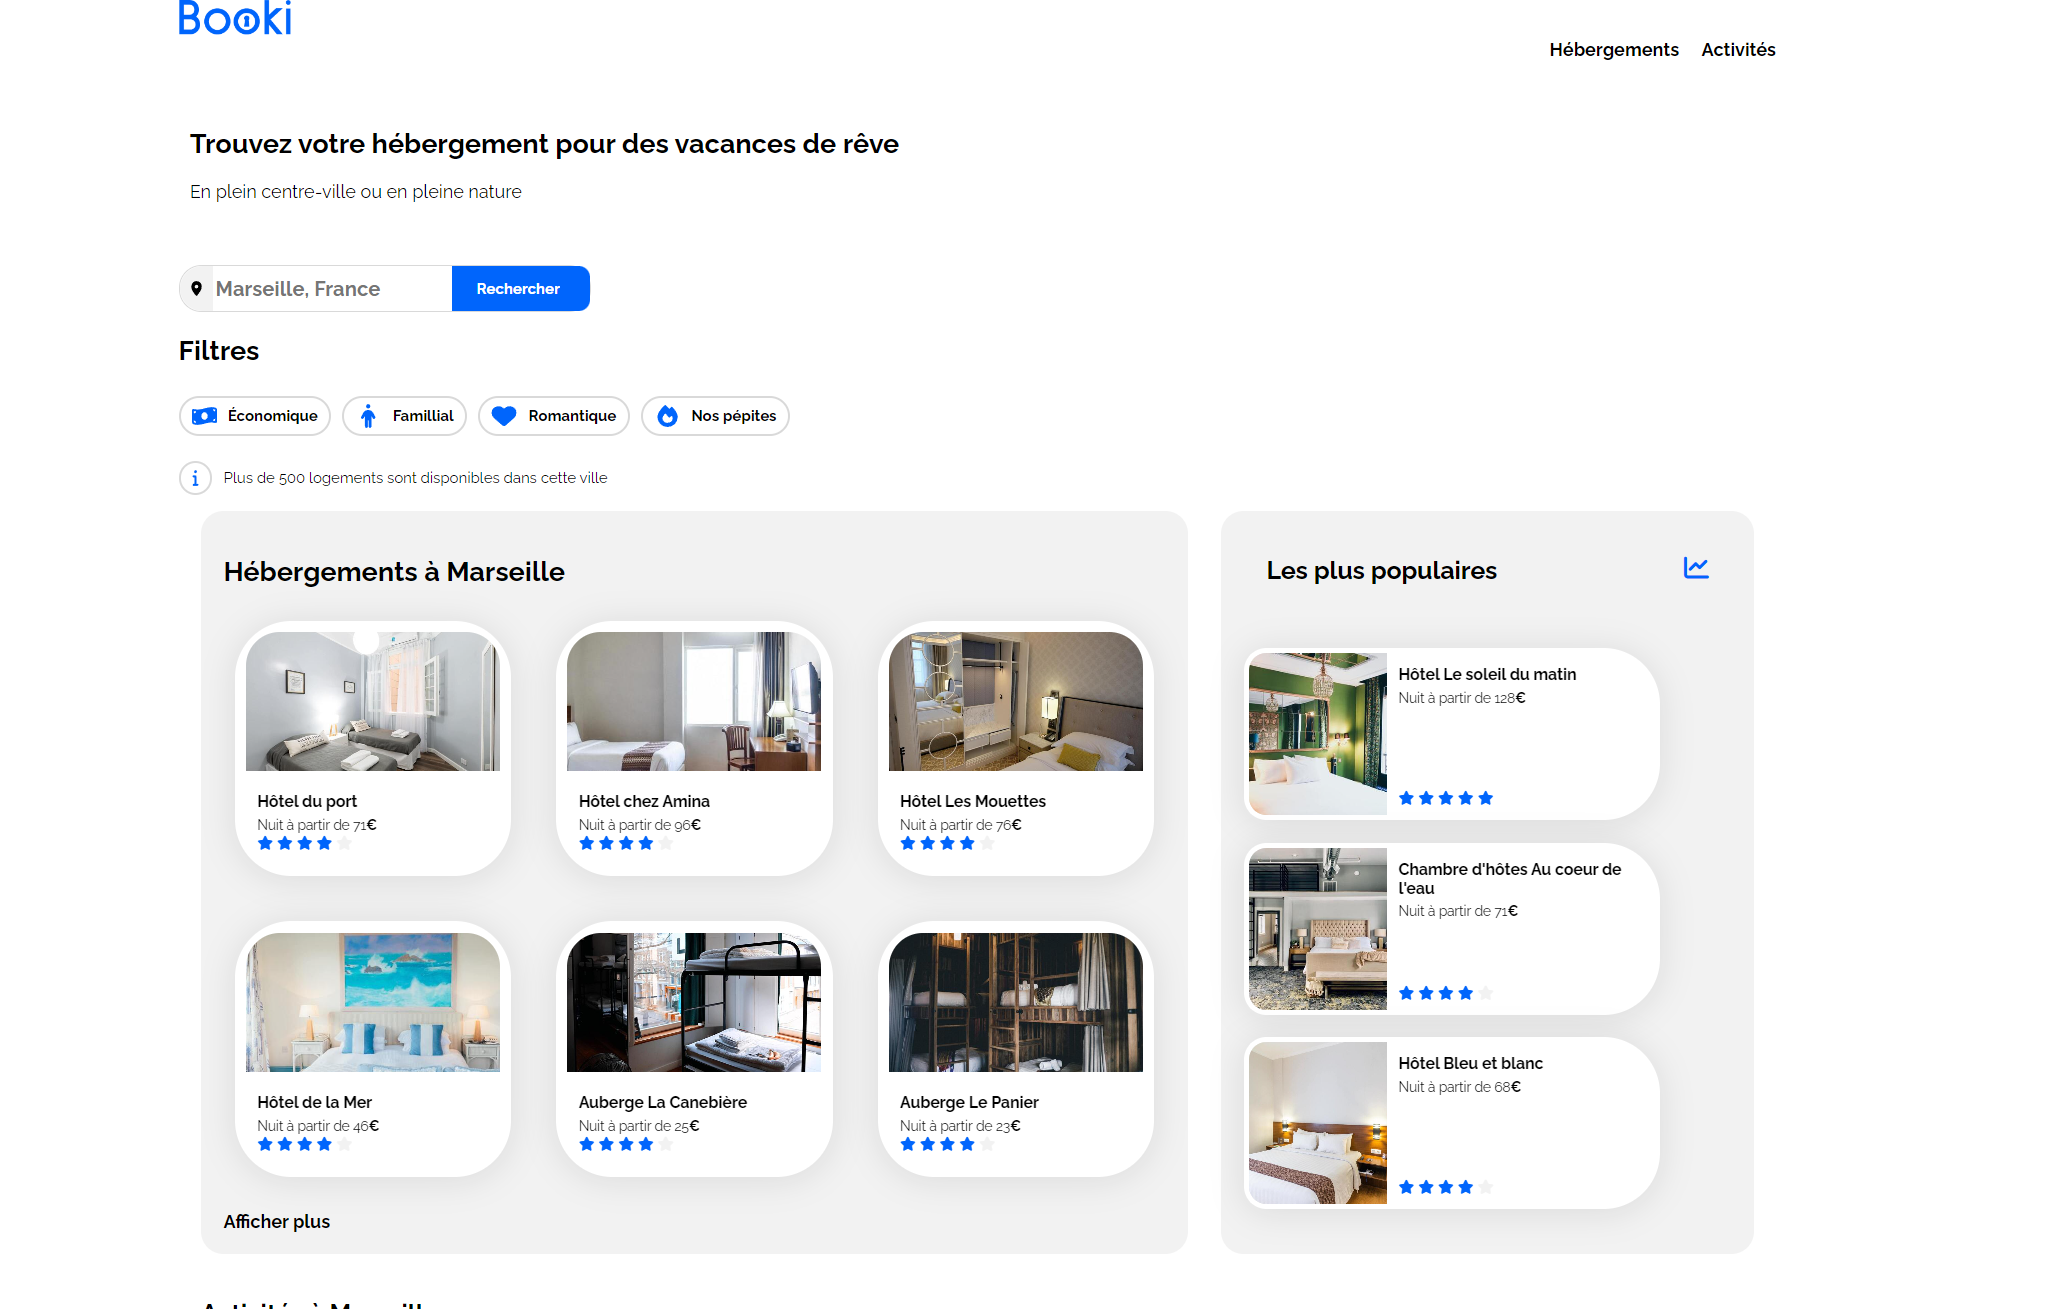 Booki
Hébergements Activités
Trouvez votre hébergement pour des vacances de rêve
En plein centre-ville ou en pleine nature
Marseille, France Rechercher
Filtres
Économique Famillial Romantique Nos pépites
Plus de 500 logements sont disponibles dans cette ville
Hébergements à Marseille
Hôtel du port
Nuit à partir de 71€
Hôtel chez Amina
Nuit à partir de 96€
Hôtel Les Mouettes
Nuit à partir de 76€
Hôtel de la Mer
Nuit à partir de 46€
Auberge La Canebière
Nuit à partir de 25€
Auberge Le Panier
Nuit à partir de 23€
Afficher plus
Les plus populaires
Hôtel Le soleil du matin
Nuit à partir de 128€
Chambre d'hôtes Au coeur de
l'eau
Nuit à partir de 71€
Hôtel Bleu et blanc
Nuit à partir de 68€